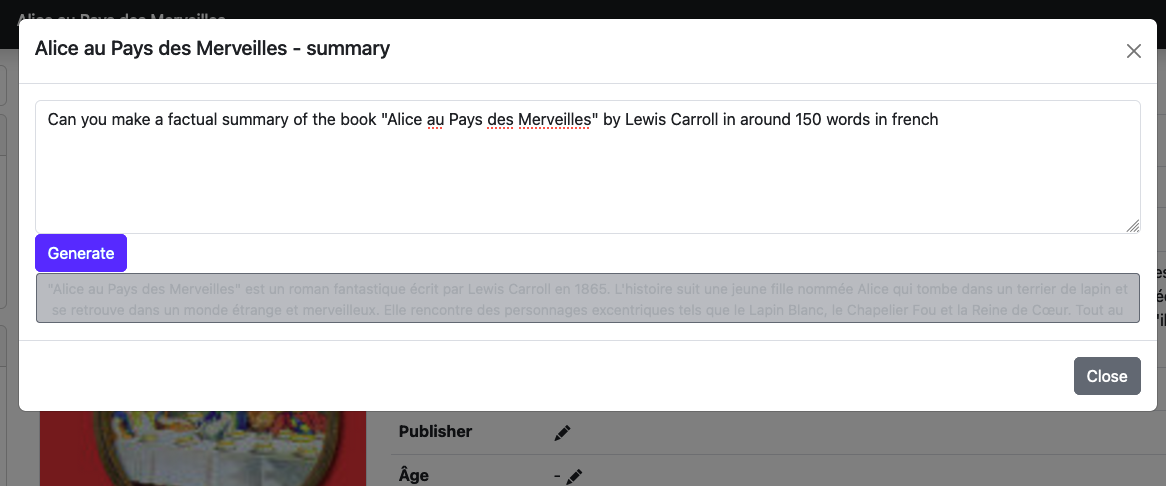 Alice au Pays des Merveilles
Alice au Pays des Merveilles - summary
Can you make a factual summary of the book "Alice au Pays des Merveilles" by Lewis Carroll in around 150 words in french
Generate
"Alice au Pays des Merveilles" est un roman fantastique écrit par Lewis Carroll en 1865. L'histoire suit une jeune fille nommée Alice qui tombe dans un terrier de lapin et
se retrouve dans un monde étrange et merveilleux. Elle rencontre des personnages excentriques tels que le Lapin Blanc, le Chapelier Fou et la Reine de Cœur. Tout au
Close
Publisher
Âge -